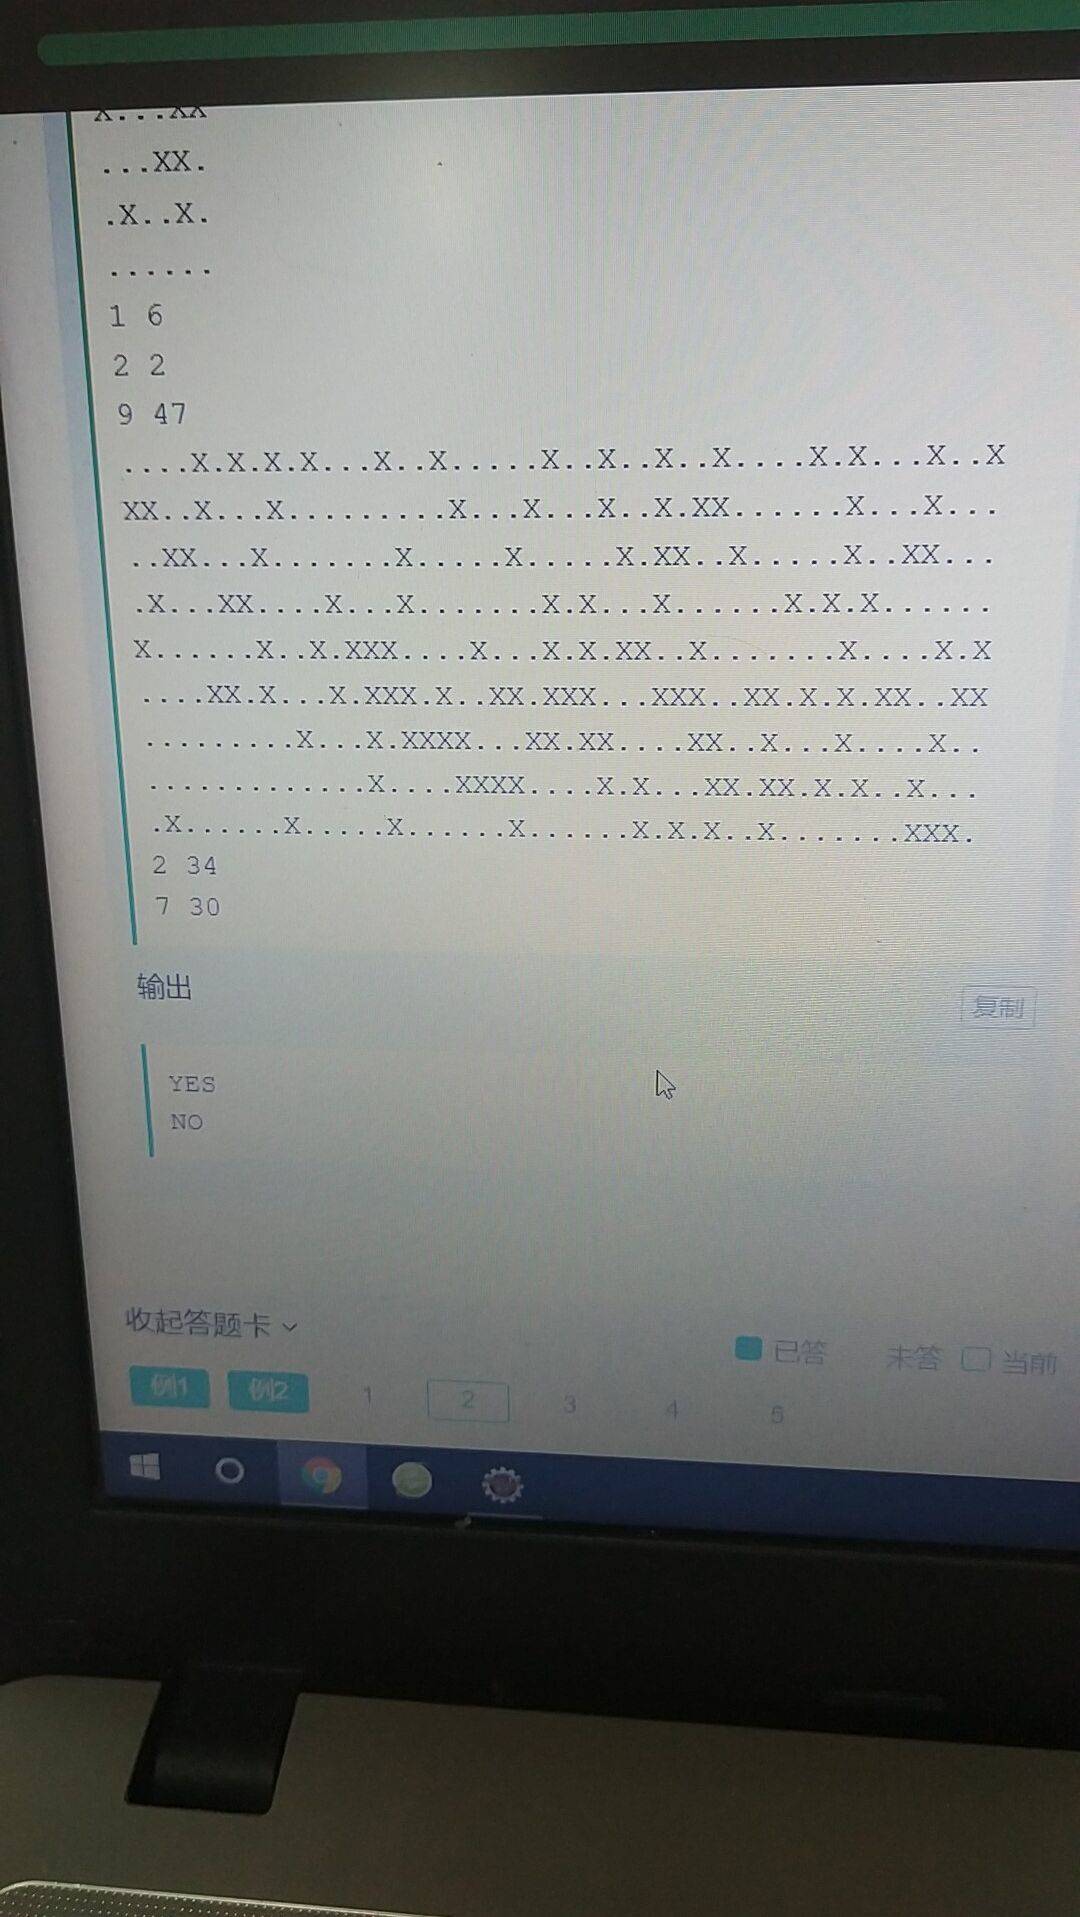 X...XX
...XX.
.X..X.
......
1 6
2 2
9 47
....X.X.X.X...X..X.....X..X..X..X....X.X...X..X
XX..X...X.........X...X...X..X.XX......X...X...
..XX...X.......X.....X.....X.XX..X.....X..XX...
.X...XX....X...X.......X.X...X......X.X.X......
X......X..X.XXX....X...X.X.XX..X.......X....X.X
....XX.X...X.XXX.X..XX.XXX...XXX..XX.X.X.XX..XX
.........X...X.XXXX...XX.XX....XX..X...X....X..
.............X....XXXX....X.X...XX.XX.X.X..X...
.X......X.....X......X......X.X.X..X.......XXX.
2 34
7 30
输出
复制
YES
NO
收起答题卡
已答 未答 当前
例1 例2 1 2 3 4 5